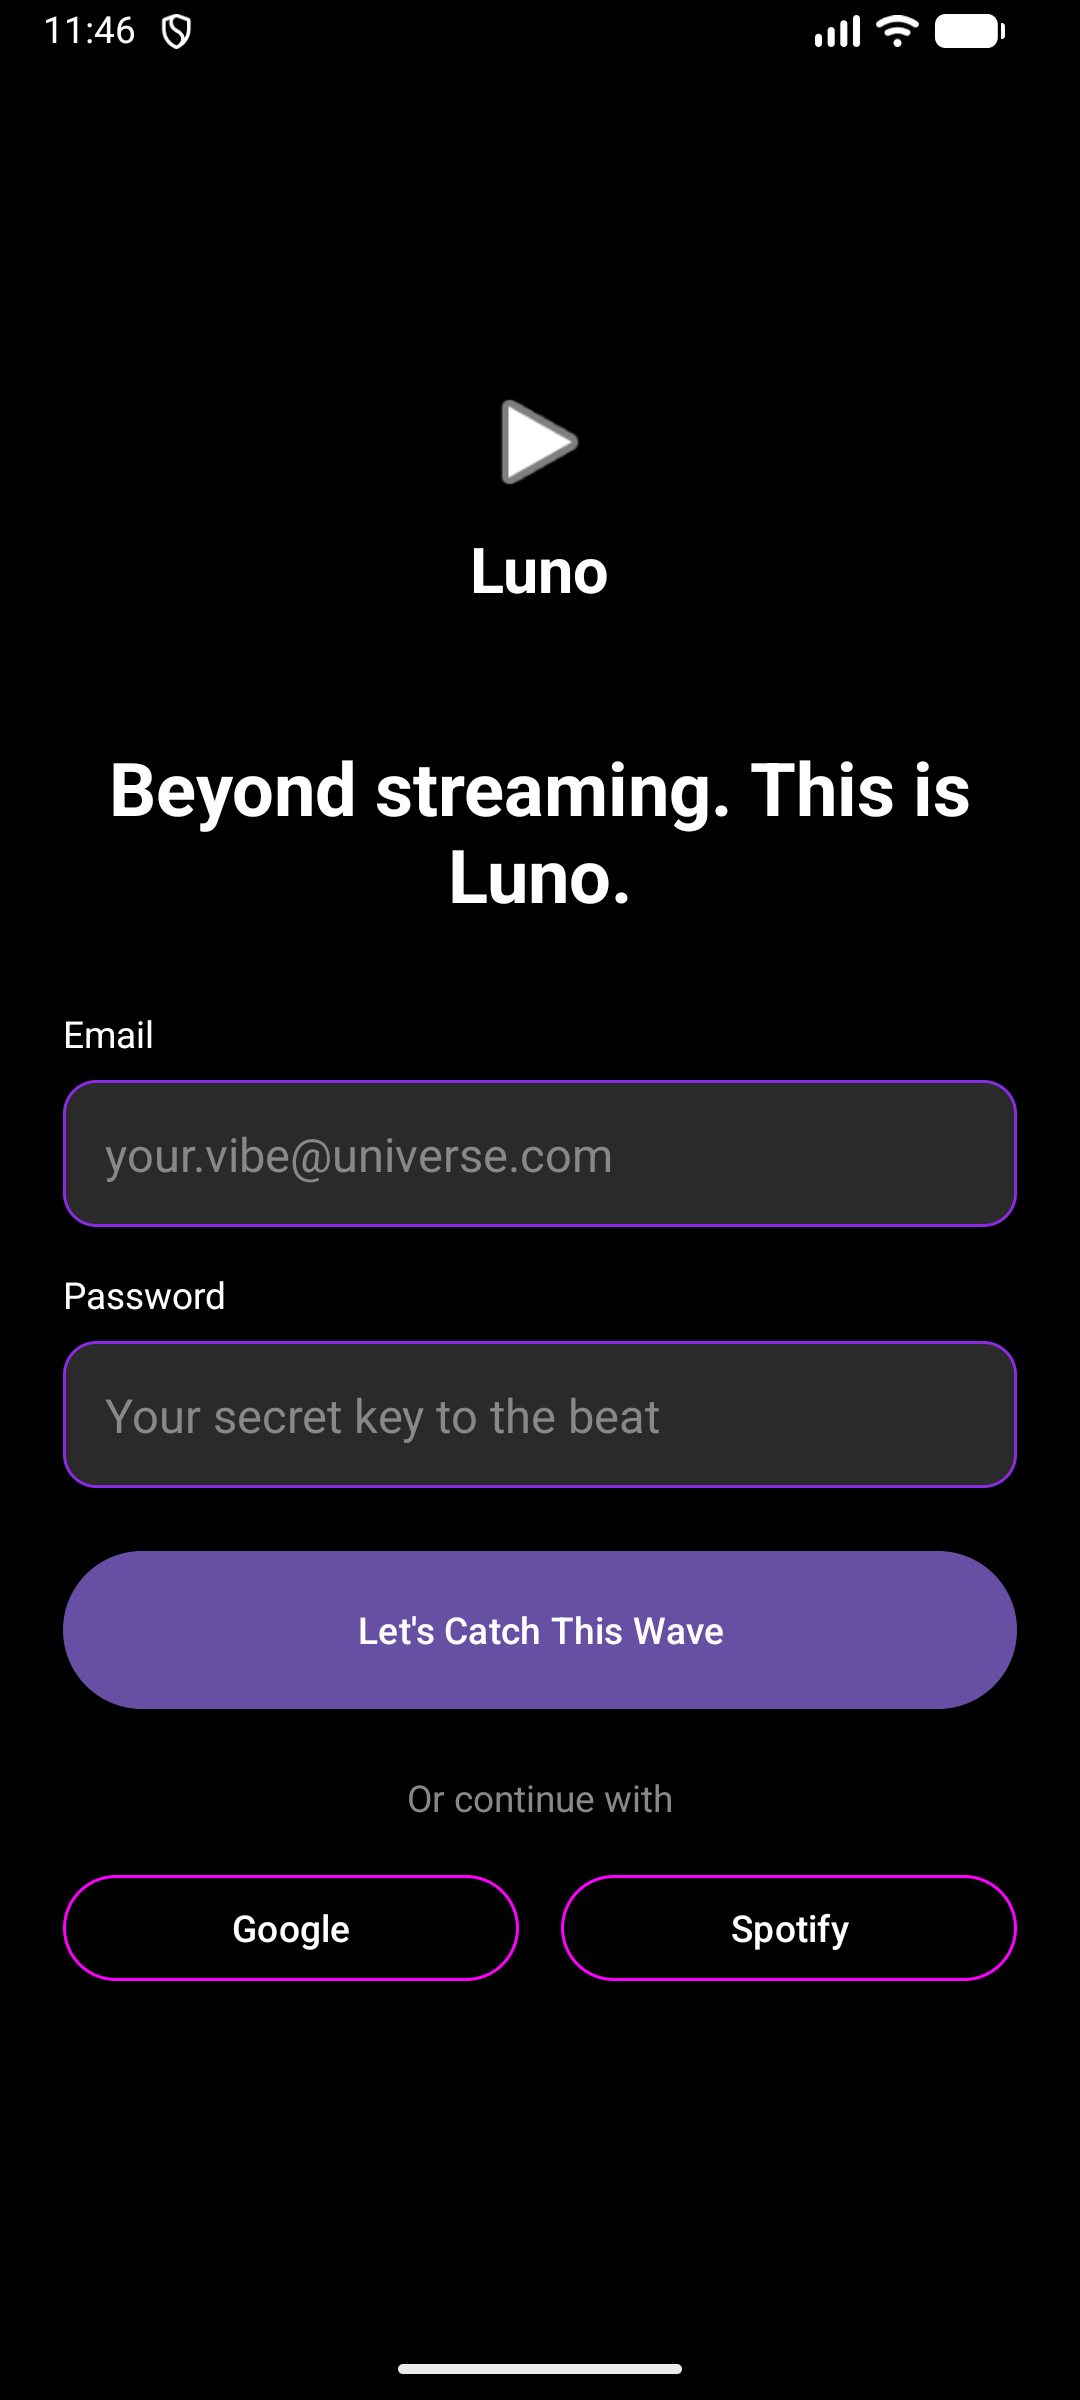 11:46
Luno
Beyond streaming. This is
Luno.
Email
your.vibe@universe.com
Password
Your secret key to the beat
Let's Catch This Wave
Or continue with
Google
Spotify